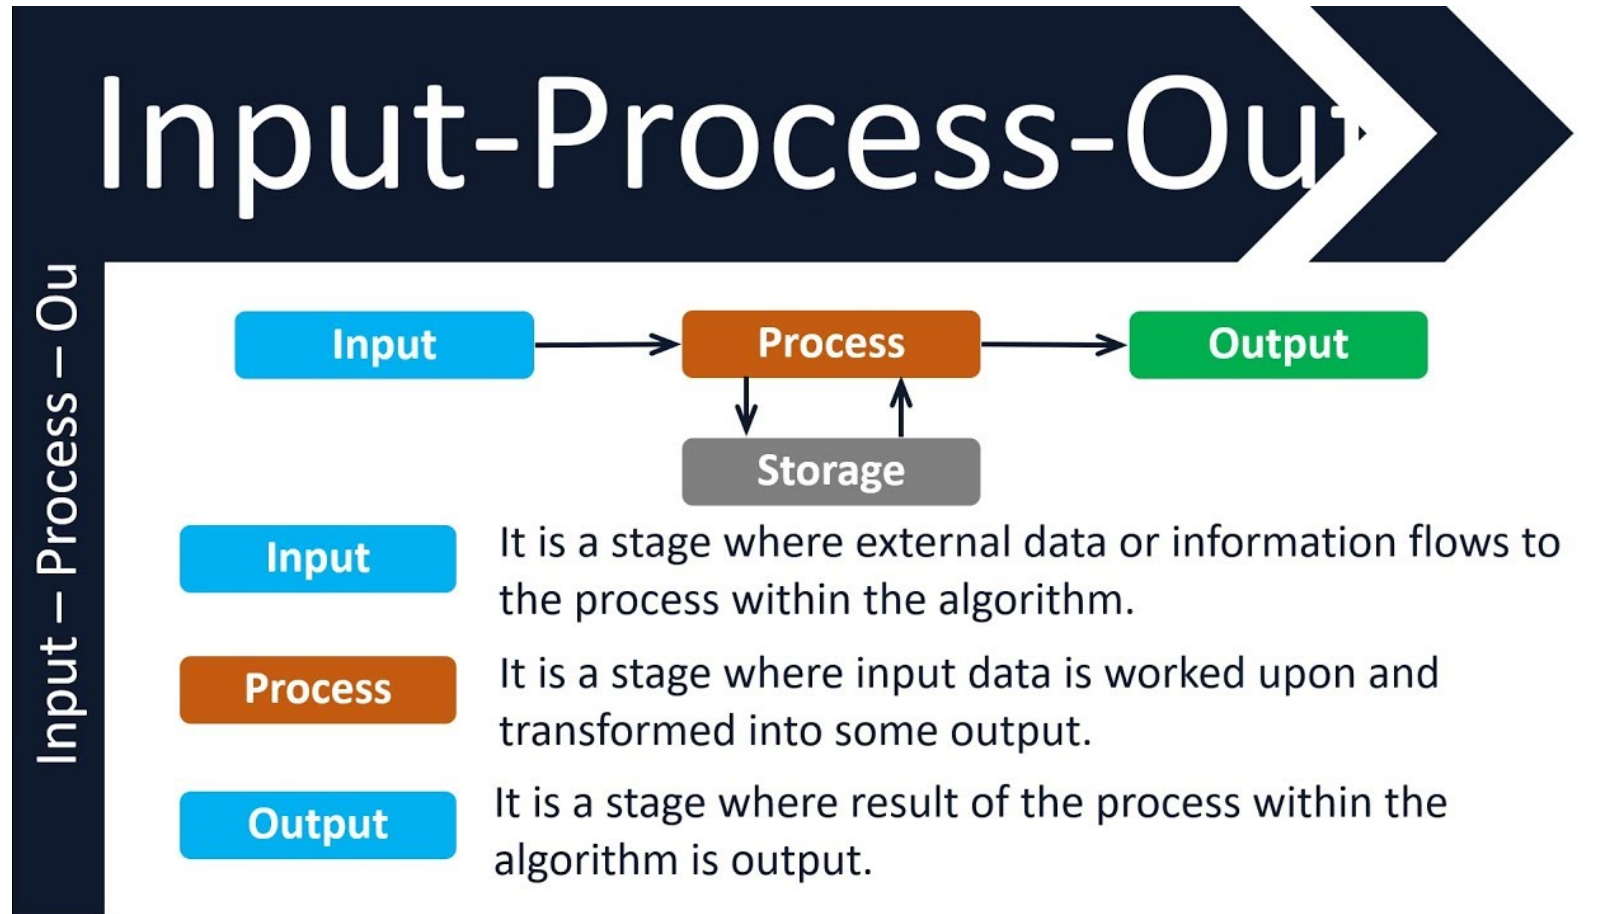 Input-Process-Out
Input – Process – Ou
Input
Process
Output
Storage
Input
It is a stage where external data or information flows to
the process within the algorithm.
Process
It is a stage where input data is worked upon and
transformed into some output.
Output
It is a stage where result of the process within the
algorithm is output.